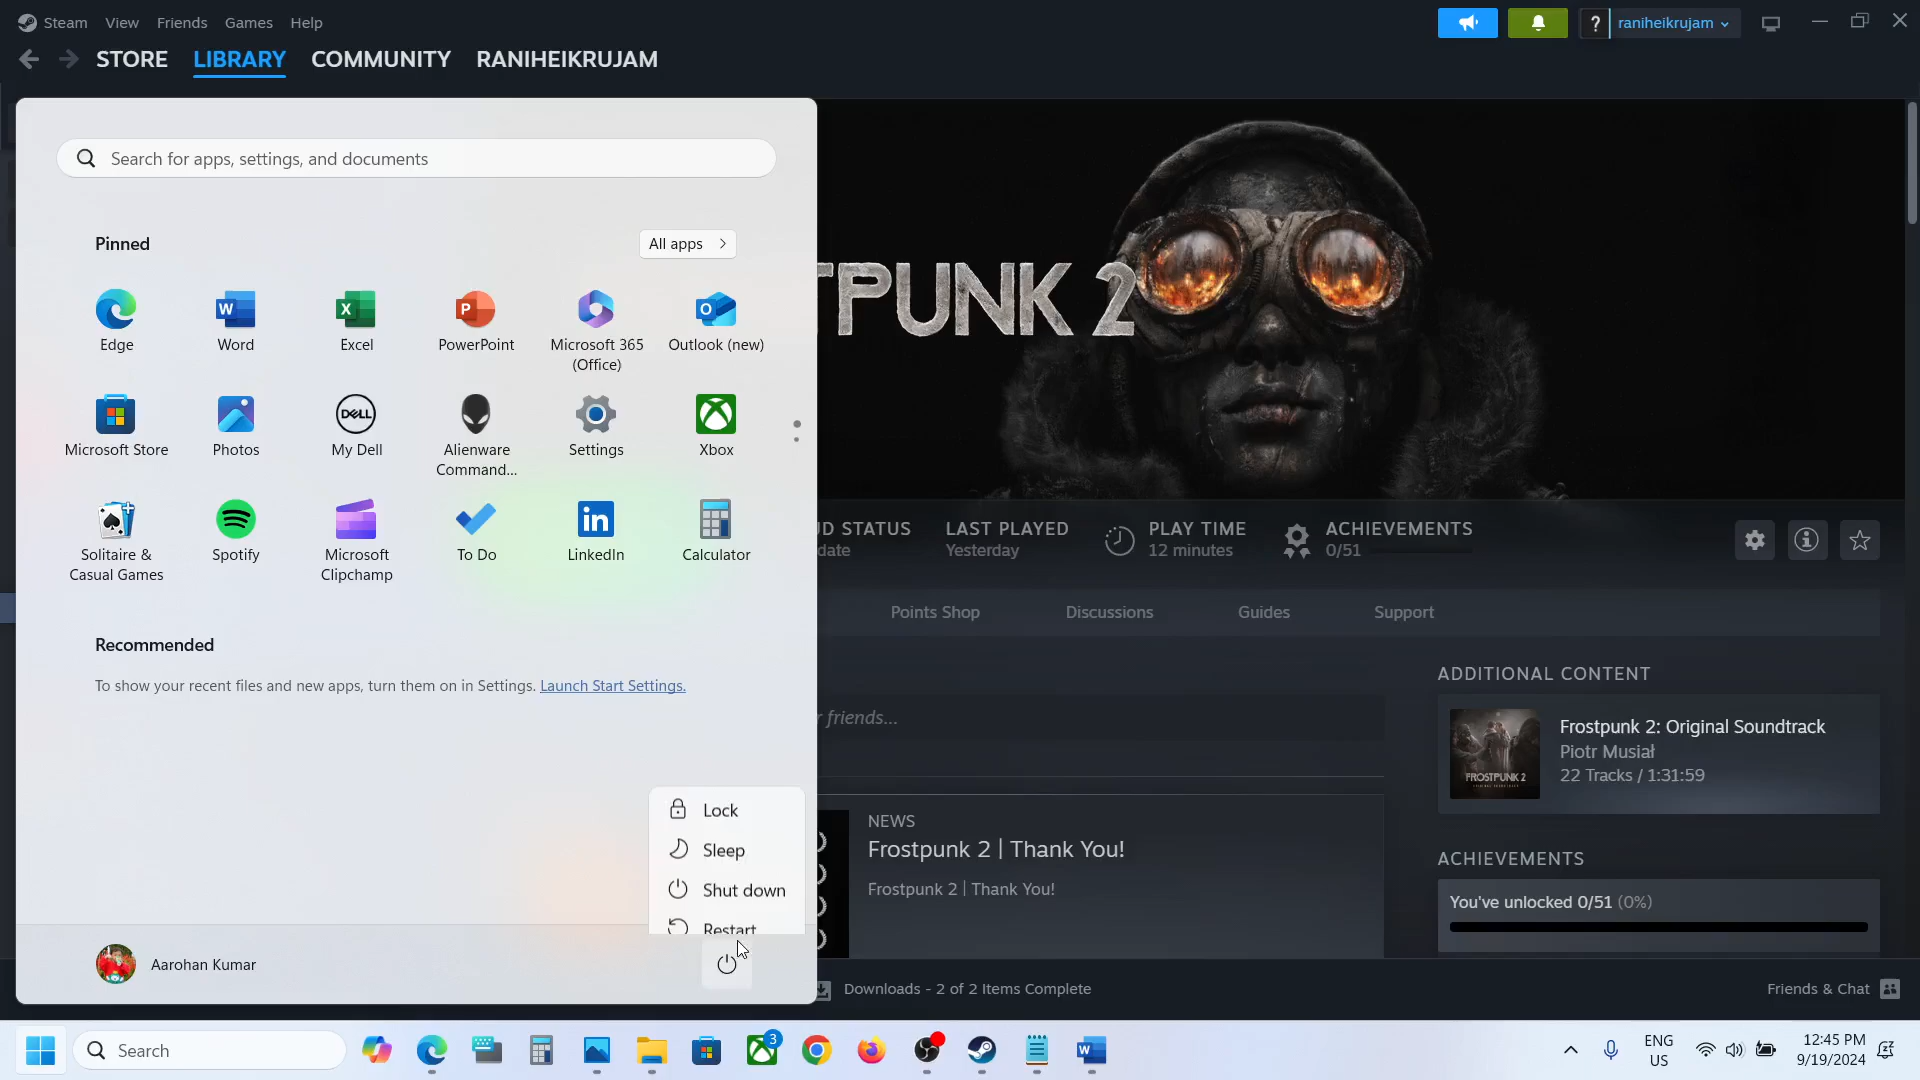 Steam View Friends Games Help
? raniheikrujam
STORE LIBRARY COMMUNITY RANIHEIKRUJAM
Search for apps, settings, and documents
Pinned
All apps
Edge
Word
Excel
PowerPoint
Microsoft 365
(Office)
Outlook (new)
Microsoft Store
Photos
DELL
My Dell
Alienware
Command...
Settings
Xbox
Solitaire &
Casual Games
Spotify
Microsoft
Clipchamp
To Do
LinkedIn
Calculator
Recommended
To show your recent files and new apps, turn them on in Settings. Launch Start Settings.
Lock
Sleep
Shut down
Restart
Aarohan Kumar
TPUNK 2
UD STATUS
date
LAST PLAYED
Yesterday
PLAY TIME
12 minutes
ACHIEVEMENTS
0/51
Points Shop Discussions Guides Support
r friends...
NEWS
Frostpunk 2 | Thank You!
Frostpunk 2 | Thank You!
ADDITIONAL CONTENT
FROSTPUNK 2
Frostpunk 2: Original Soundtrack
Piotr Musiał
22 Tracks / 1:31:59
ACHIEVEMENTS
You've unlocked 0/51 (0%)
Downloads - 2 of 2 Items Complete
Friends & Chat
Search
3
ENG
US
12:45 PM
9/19/2024